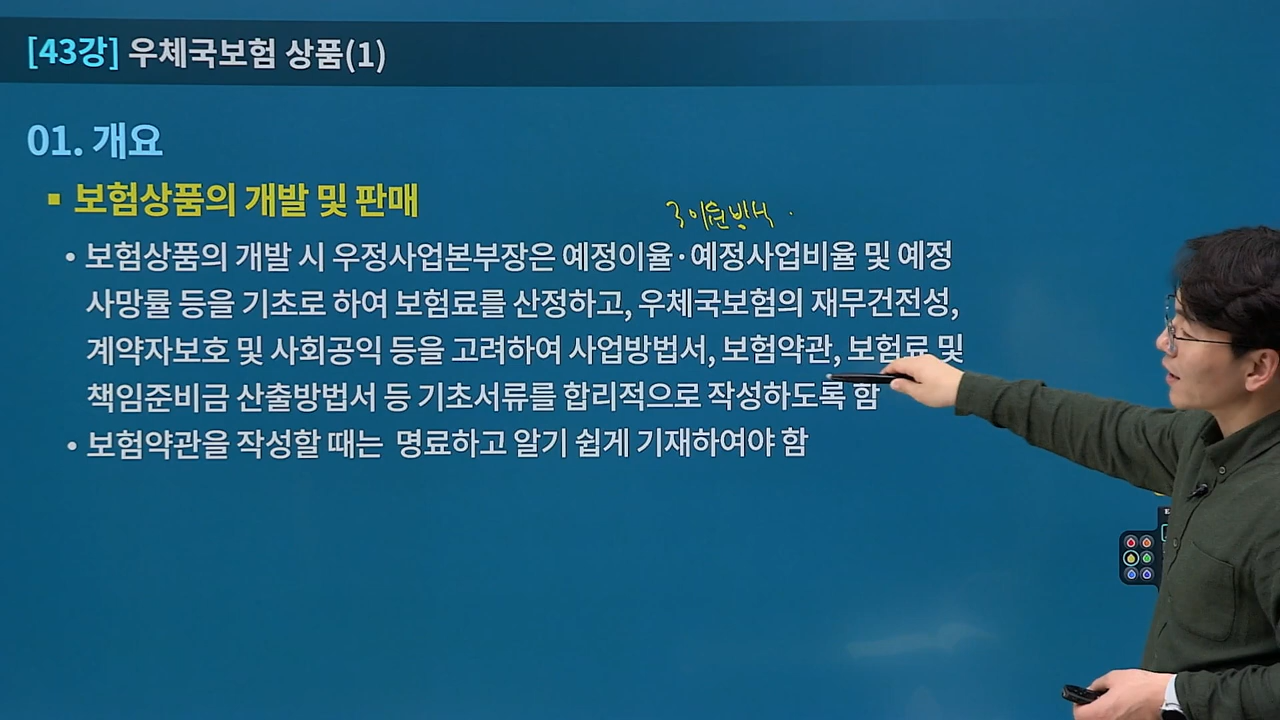 [43강] 우체국보험 상품(1)
01. 개요
▪ 보험상품의 개발 및 판매
3이원방식.
• 보험상품의 개발 시 우정사업본부장은 예정이율·예정사업비율 및 예정
사망률 등을 기초로 하여 보험료를 산정하고, 우체국보험의 재무건전성,
계약자보호 및 사회공익 등을 고려하여 사업방법서, 보험약관, 보험료 및
책임준비금 산출방법서 등 기초서류를 합리적으로 작성하도록 함
• 보험약관을 작성할 때는 명료하고 알기 쉽게 기재하여야 함